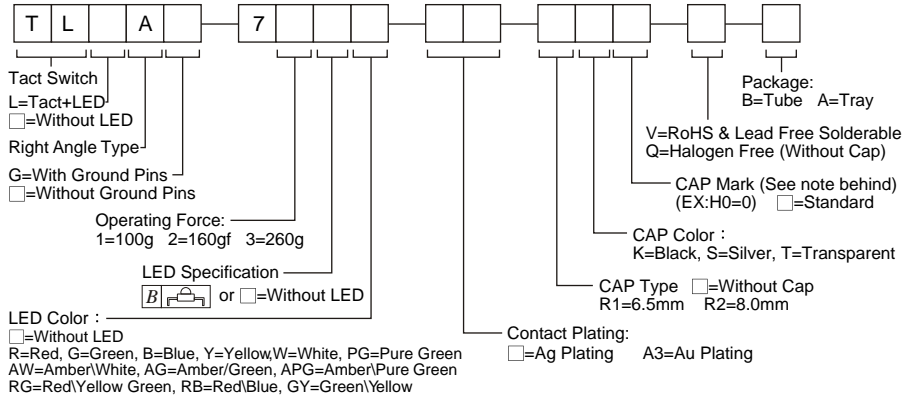 T L A 7
Tact Switch
L=Tact+LED
□=Without LED
Right Angle Type
G=With Ground Pins
□=Without Ground Pins
Operating Force:
1=100g 2=160gf 3=260g
LED Specification
B or □=Without LED
LED Color：
□=Without LED
R=Red, G=Green, B=Blue, Y=Yellow,W=White, PG=Pure Green
AW=Amber\White, AG=Amber/Green, APG=Amber\Pure Green
RG=Red\Yellow Green, RB=Red\Blue, GY=Green\Yellow
Package:
B=Tube A=Tray
V=RoHS & Lead Free Solderable
Q=Halogen Free (Without Cap)
CAP Mark (See note behind)
(EX:H0=0) □=Standard
CAP Color：
K=Black, S=Silver, T=Transparent
CAP Type □=Without Cap
R1=6.5mm R2=8.0mm
Contact Plating:
□=Ag Plating A3=Au Plating